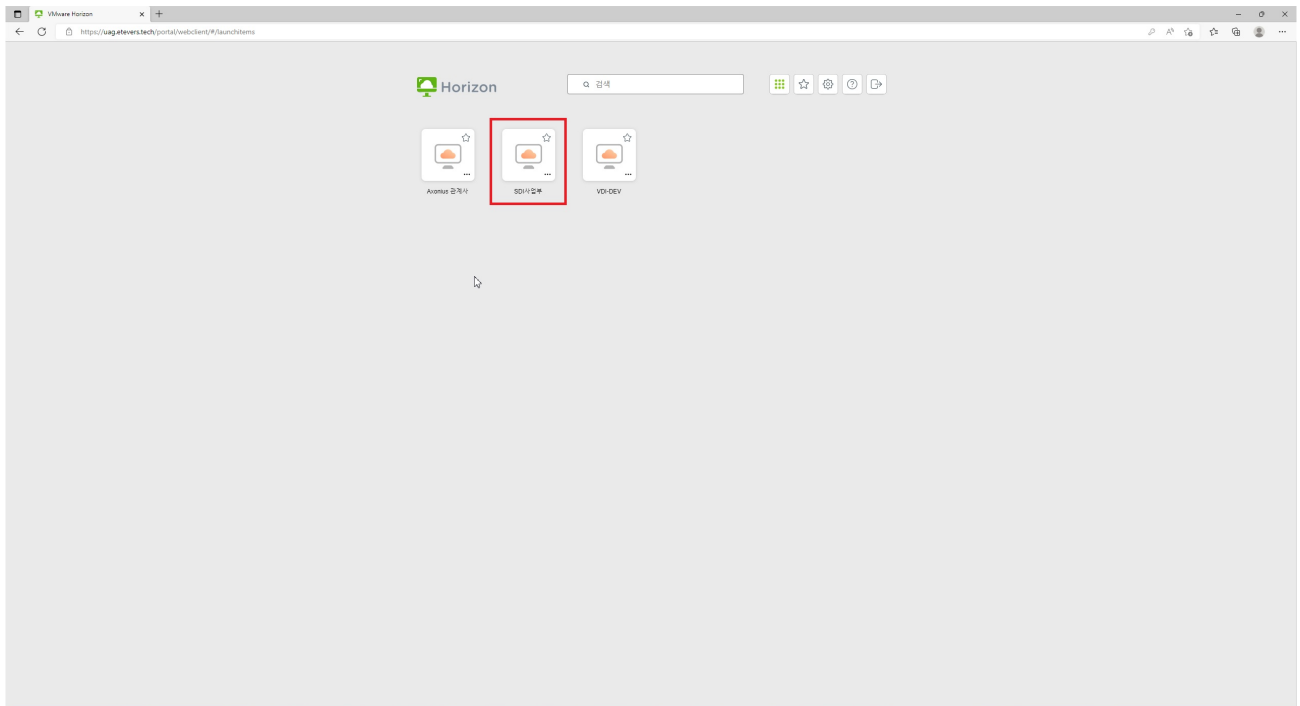 VMware Horizon
https://uag.etevers.tech/portal/webclient/#/launchitems
Horizon
검색
Axonius 관계사
SDI사업부
VDI-DEV